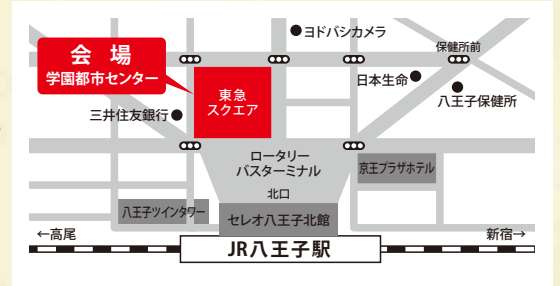 ヨドバシカメラ
保健所前
会　場
学園都市センター
日本生命
東急
スクエア
八王子保健所
三井住友銀行
ロータリー
バスターミナル
京王プラザホテル
北口
八王子ツインタワー
セレオ八王子北館
←高尾
新宿→
JR八王子駅